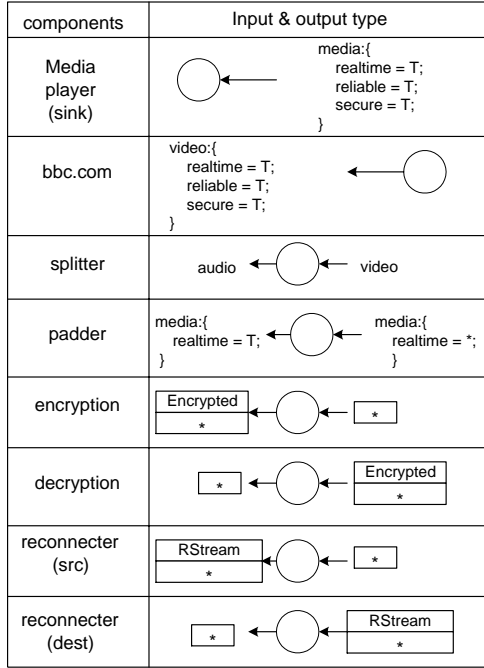 components
Input & output type
Media
player
(sink)
media:{
realtime = T;
reliable = T;
secure = T;
}
bbc.com
video:{
realtime = T;
reliable = T;
secure = T;
}
splitter
audio
video
padder
media:{
realtime = T;
}
media:{
realtime = *;
}
encryption
Encrypted
*
*
decryption
*
Encrypted
*
reconnecter
(src)
RStream
*
*
reconnecter
(dest)
*
RStream
*